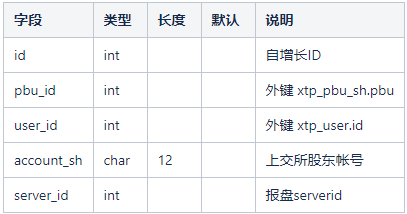 字段 类型 长度 默认 说明
id int 自增长ID
pbu_id int 外键 xtp_pbu_sh.pbu
user_id int 外键 xtp_user.id
account_sh char 12 上交所股东帐号
server_id int 报盘serverid